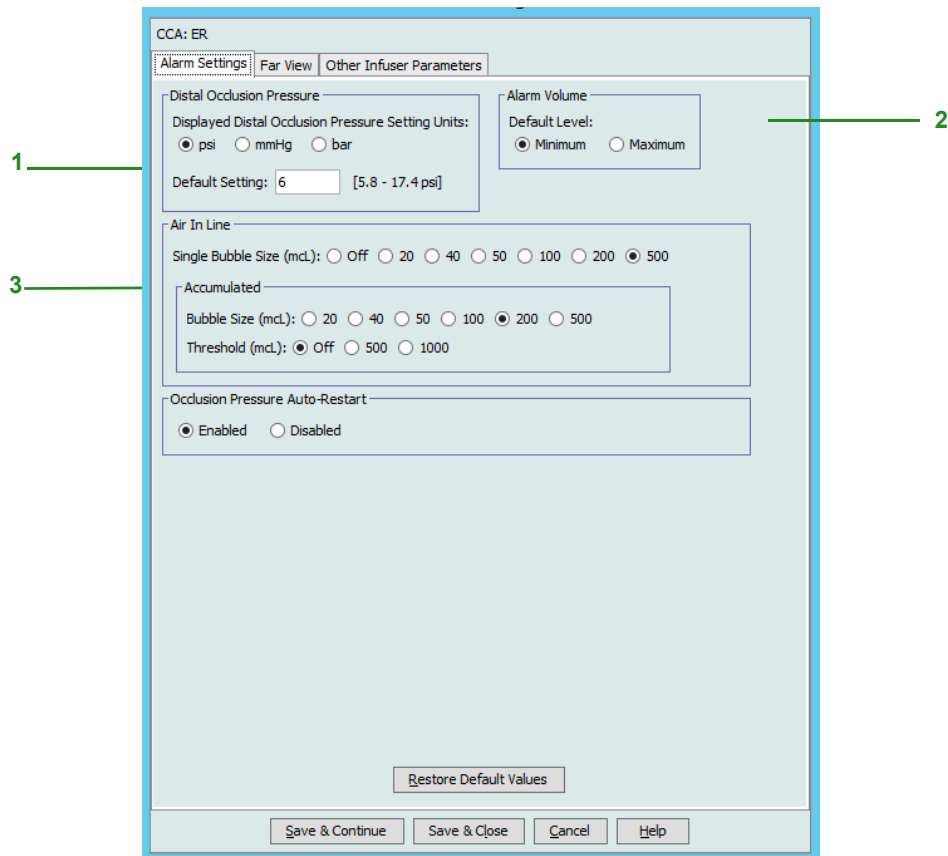 CCA: ER
Alarm Settings Far View Other Infuser Parameters
Distal Occlusion Pressure
Displayed Distal Occlusion Pressure Setting Units:
psi mmHg bar
Default Setting: 6 [5.8 - 17.4 psi]
1
Alarm Volume
Default Level:
Minimum Maximum
2
Air In Line
Single Bubble Size (mcL): Off 20 40 50 100 200 500
3
Accumulated
Bubble Size (mcL): 20 40 50 100 200 500
Threshold (mcL): Off 500 1000
Occlusion Pressure Auto-Restart
Enabled Disabled
Restore Default Values
Save & Continue Save & Close Cancel Help